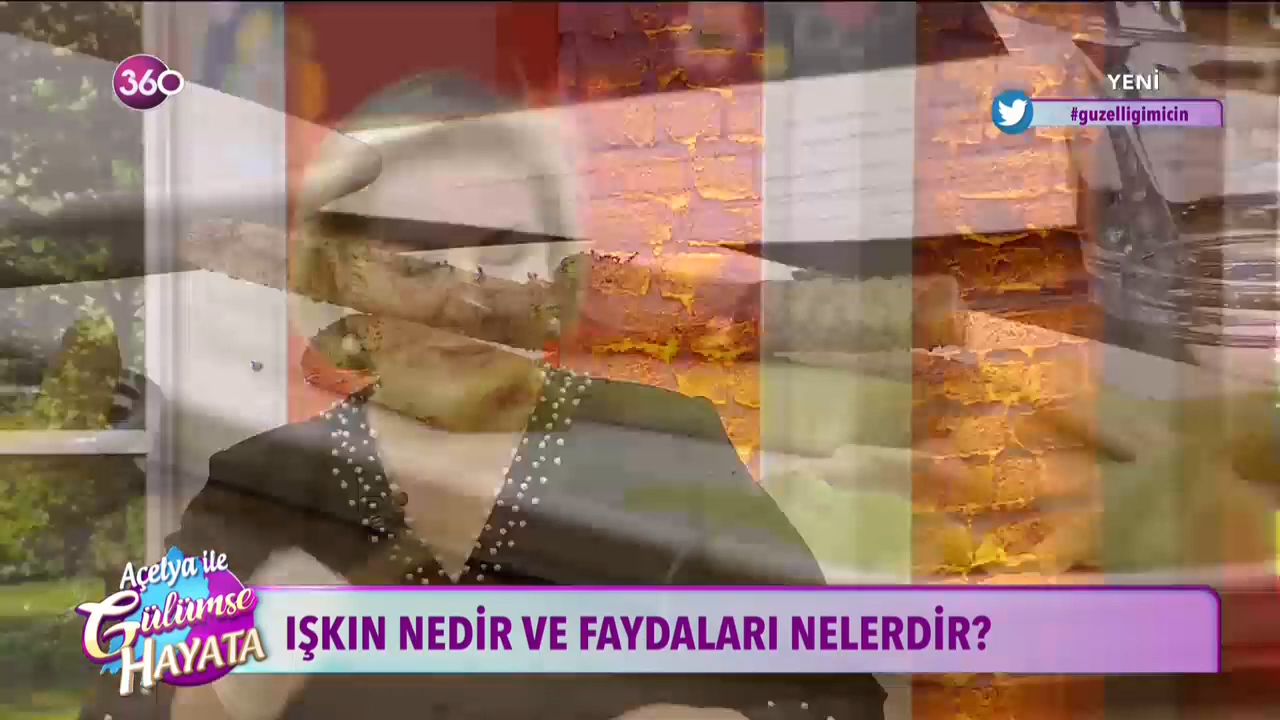 360
YENİ
#guzelligimicin
Açelya ile
Gülümse
HAYATA
IŞKIN NEDİR VE FAYDALARI NELERDİR?